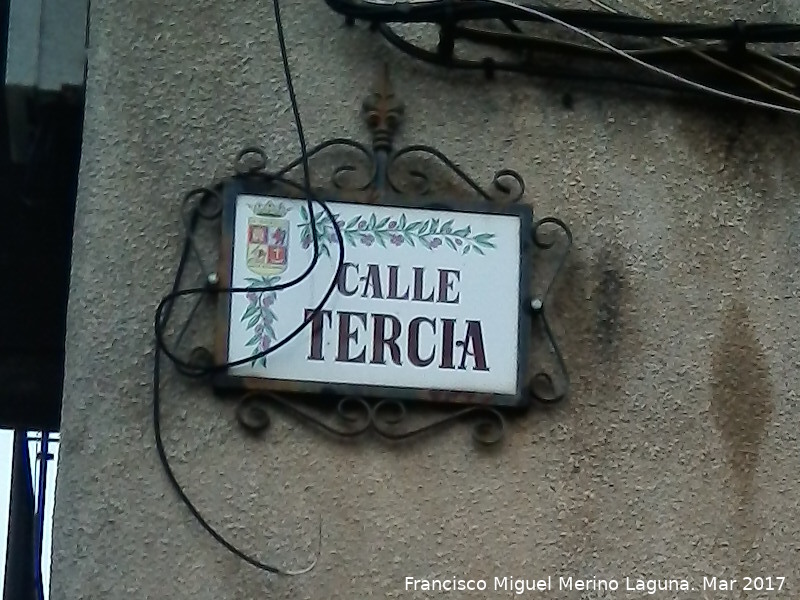 CALLE
TERCIA
Francisco Miguel Merino Laguna. Mar 2017